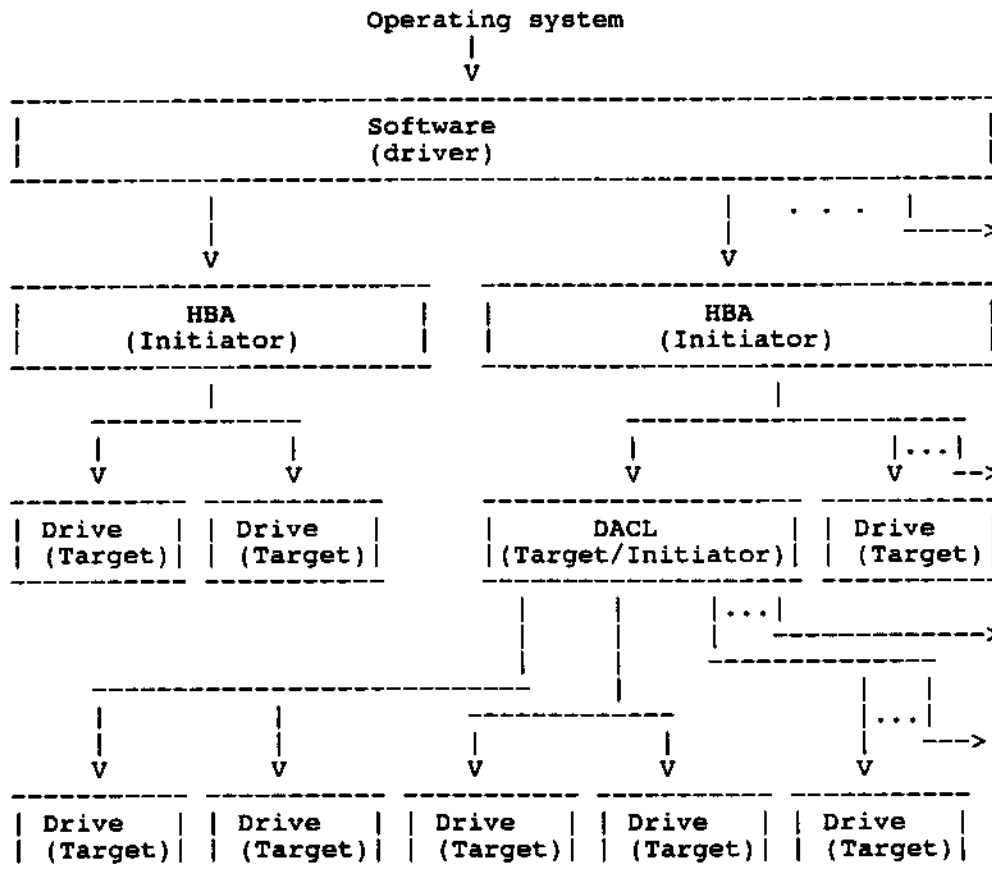 Operating system
Software
(driver)
. . .
HBA HBA
(Initiator) (Initiator)
...
Drive Drive DACL Drive
(Target) (Target) (Target/Initiator) (Target)
...
...
Drive Drive Drive Drive Drive
(Target) (Target) (Target) (Target) (Target)